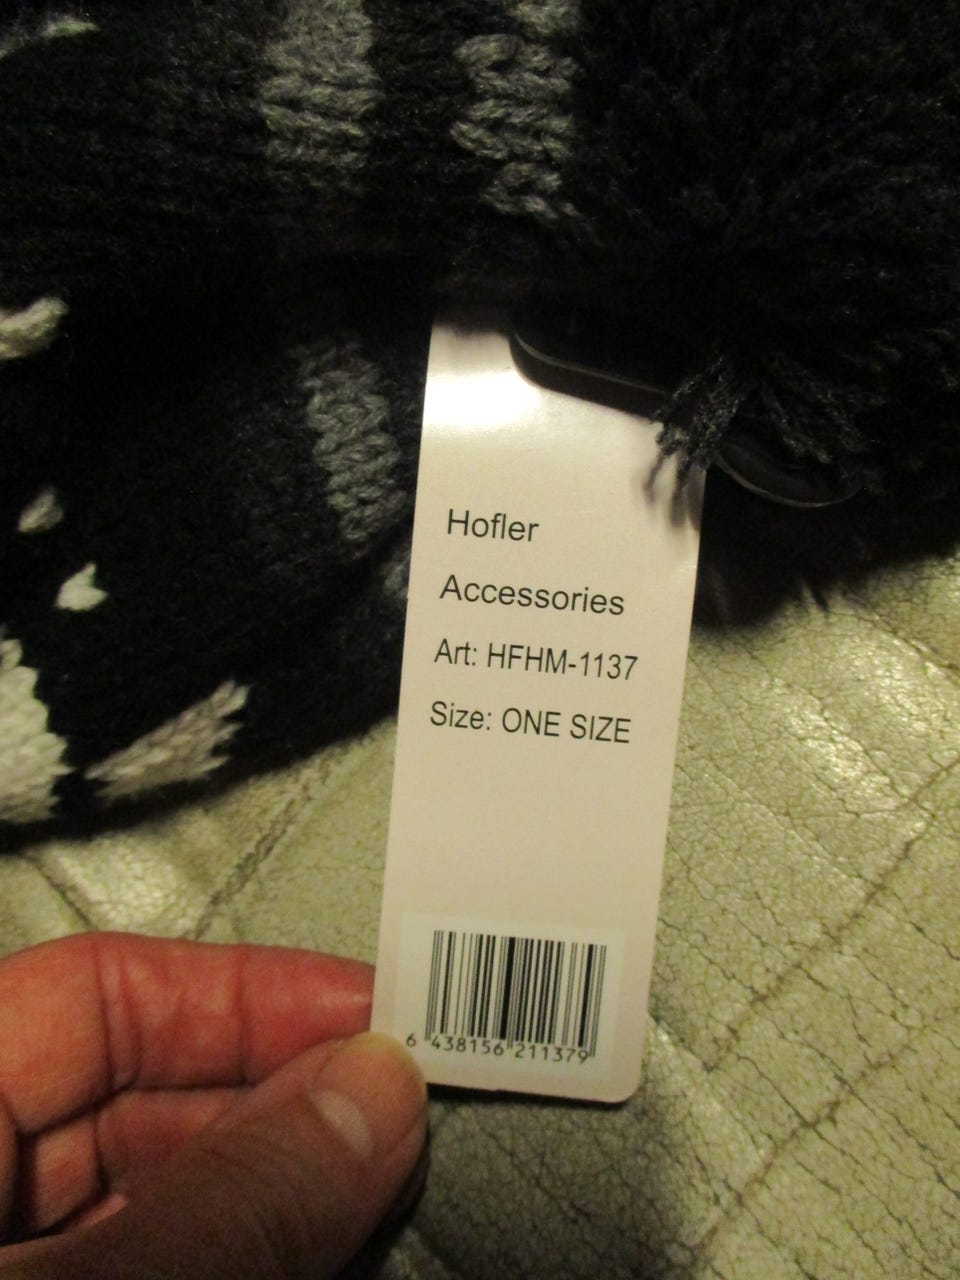 Hofler
Accessories
Art: HFHM-1137
Size: ONE SIZE
6 438156 211379